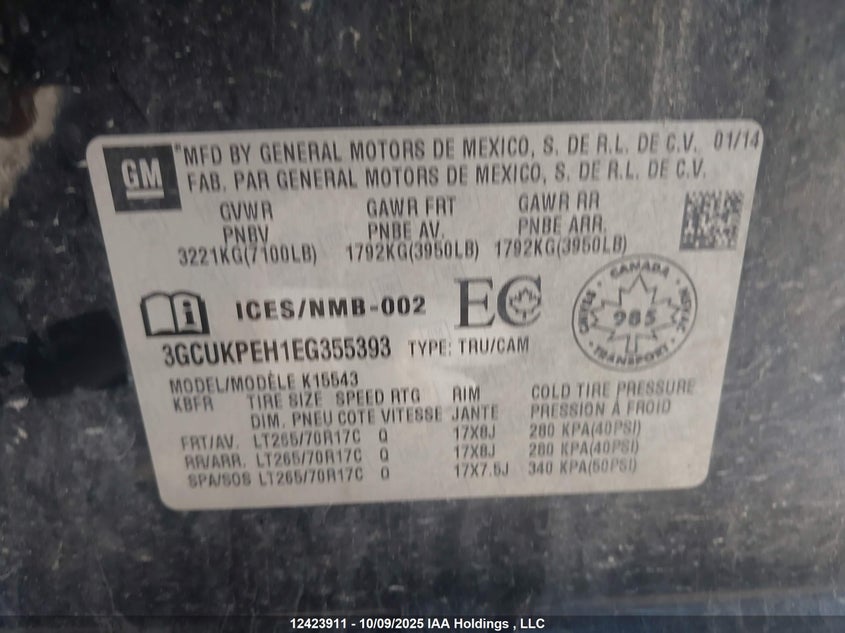 GM
"MFD BY GENERAL MOTORS DE MEXICO, S. DE R.L. DE C.V. 01/14
FAB. PAR GENERAL MOTORS DE MEXICO, S. DE R.L. DE C.V.
GVWR GAWR FRT GAWR RR
PNBV PNBE AV. PNBE ARR.
3221KG(7100LB) 1792KG(3950LB) 1792KG(3950LB)
i ICES/NMB-002 EC CANADA
985
TRANSPORT
3GCUKPEH1EG355393 TYPE: TRU/CAM
MODEL/MODÈLE K15543
KBFR TIRE SIZE SPEED RTG RIM COLD TIRE PRESSURE
DIM. PNEU COTE VITESSE JANTE PRESSION À FROID
FRT/AV. LT265/70R17C Q 17X8J 280 KPA(40PSI)
RR/ARR. LT265/70R17C Q 17X8J 280 KPA(40PSI)
SPA/SOS LT265/70R17C Q 17X7.5J 340 KPA(50PSI)
12423911 - 10/09/2025 IAA Holdings , LLC